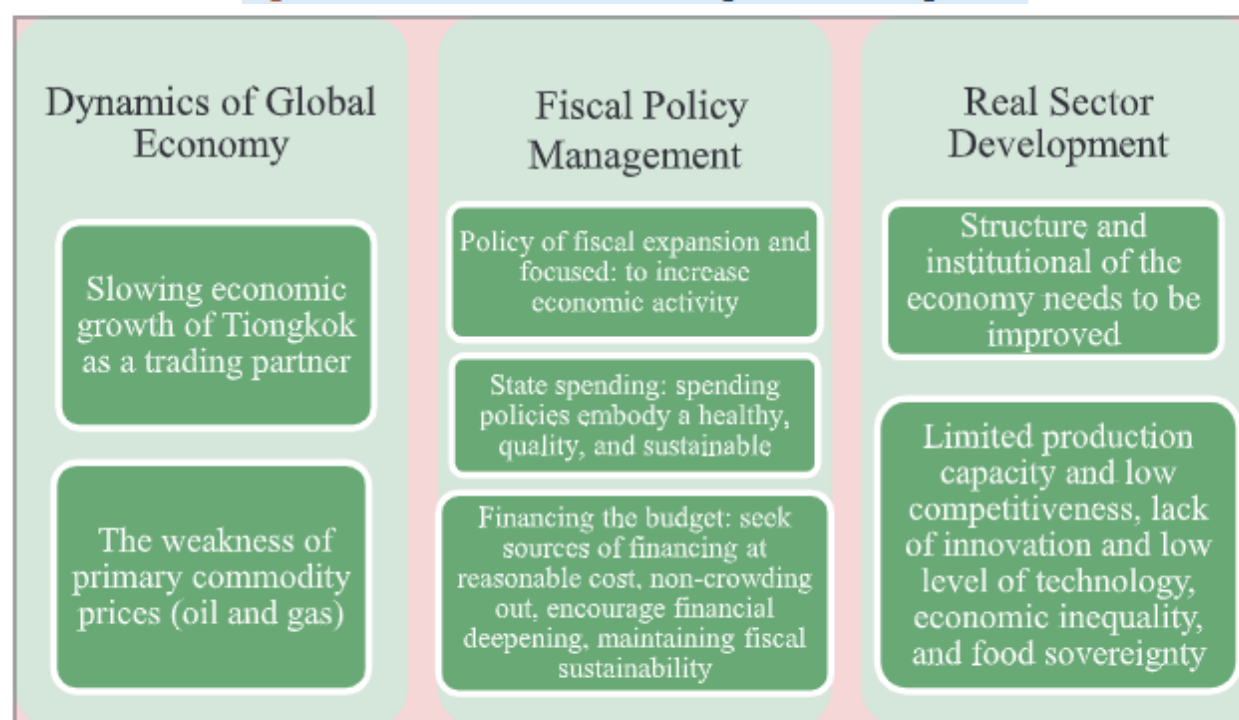 Dynamics of Global
Economy
Slowing economic
growth of Tiongkok
as a trading partner
The weakness of
primary commodity
prices (oil and gas)
Fiscal Policy
Management
Policy of fiscal expansion and
focused: to increase
economic activity
State spending: spending
policies embody a healthy,
quality, and sustainable
Financing the budget: seek
sources of financing at
reasonable cost, non-crowding
out, encourage financial
deepening, maintaining fiscal
sustainability
Real Sector
Development
Structure and
institutional of the
economy needs to be
improved
Limited production
capacity and low
competitiveness, lack
of innovation and low
level of technology,
economic inequality,
and food sovereignty